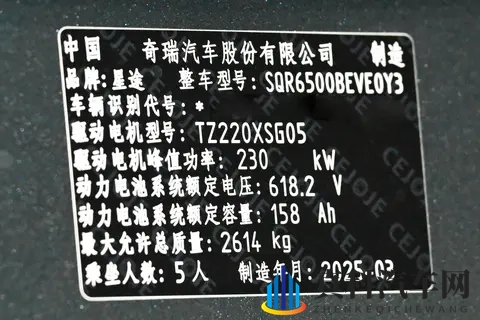 中国 奇瑞汽车股份有限公司 制造
品牌:星途 整车型号:SQR6500BEVE0Y3
车辆识别代号:*
驱动电机型号:TZ220XSG05
驱动电机峰值功率:230 kW
动力电池系统额定电压:618.2 V
动力电池系统额定容量:158 Ah
最大允许总质量:2614 kg
乘坐人数:5人 制造年月:2025-03
CEJOJE
ZHENKEQICHEWANG